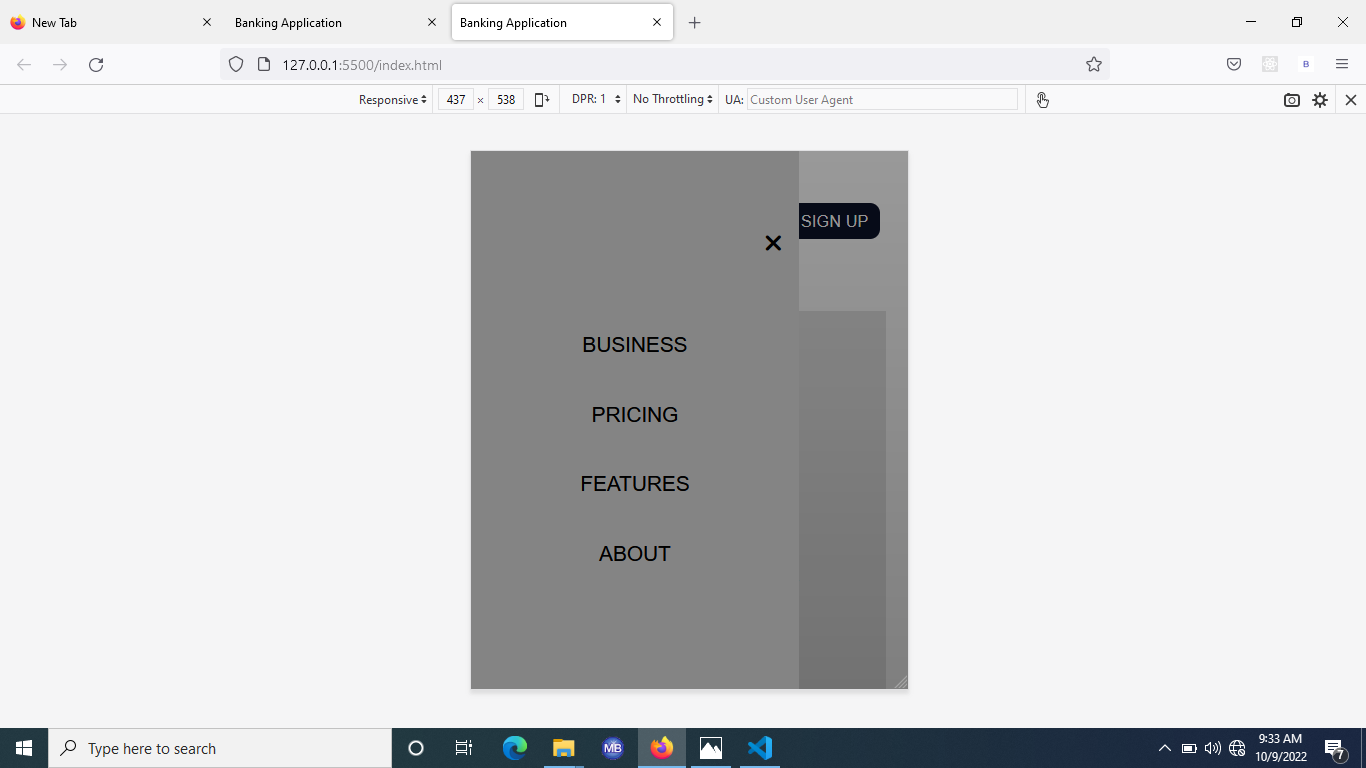 New Tab
Banking Application
Banking Application
127.0.0.1:5500/index.html
B
Responsive
437 × 538
DPR: 1
No Throttling
UA: Custom User Agent
SIGN UP
BUSINESS
PRICING
FEATURES
ABOUT
Type here to search
MB
9:33 AM
10/9/2022
7